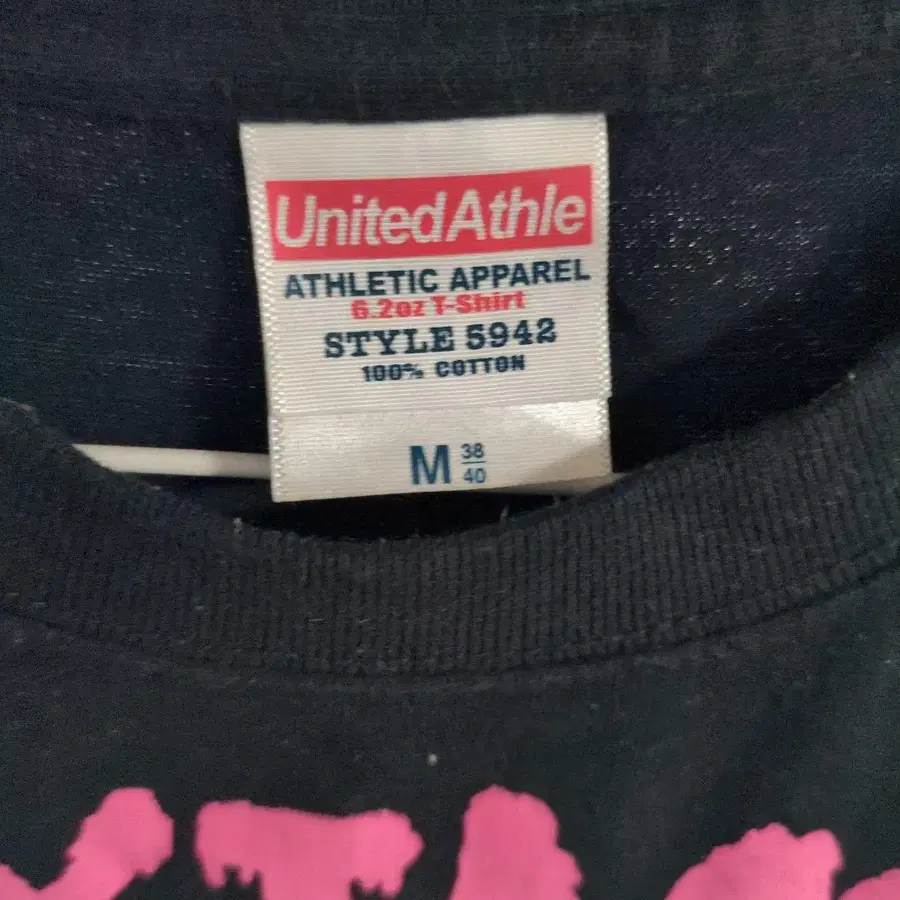 UnitedAthle
ATHLETIC APPAREL
6.2oz T-Shirt
STYLE 5942
100% COTTON
M 38/40